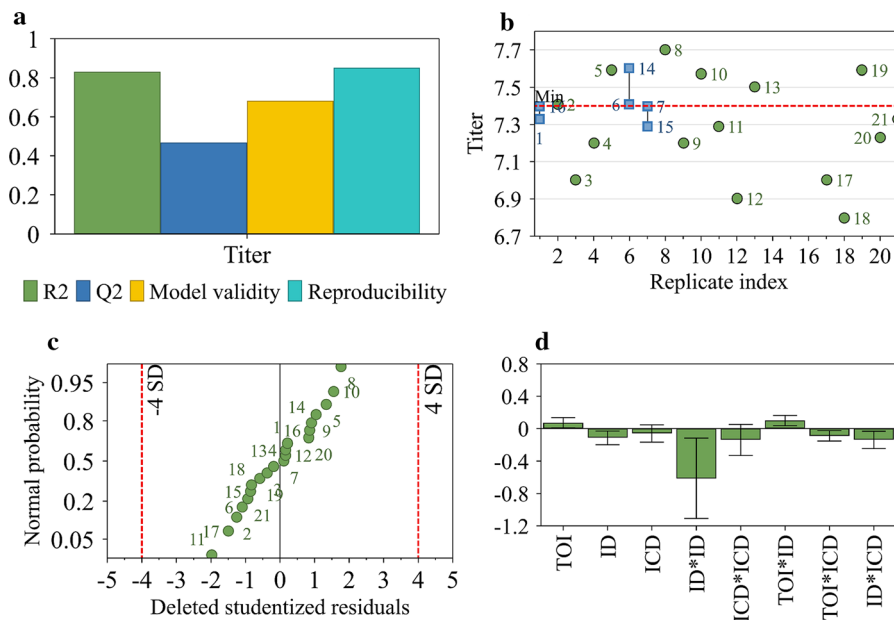 a
1
0.8
0.6
0.4
0.2
0
Titer
R2 Q2 Model validity Reproducibility
b
Titer
7.7
7.5
7.3
7.1
6.9
6.7
Min
16
1
2
3
4
5
14
6
7
15
8
9
10
11
12
13
17
18
19
20
21
2 4 6 8 10 12 14 16 18 20
Replicate index
c
Normal probability
0.95
0.8
0.5
0.2
0.05
-4 SD
4 SD
8
10
14
5
1
16
9
13 4
12
20
18
7
3
15
19
6
21
17
2
11
-5 -4 -3 -2 -1 0 1 2 3 4 5
Deleted studentized residuals
d
0.8
0.4
0
-0.4
-0.8
-1.2
TOI
ID
ICD
ID*ID
ICD*ICD
TOI*ID
TOI*ICD
ID*ICD